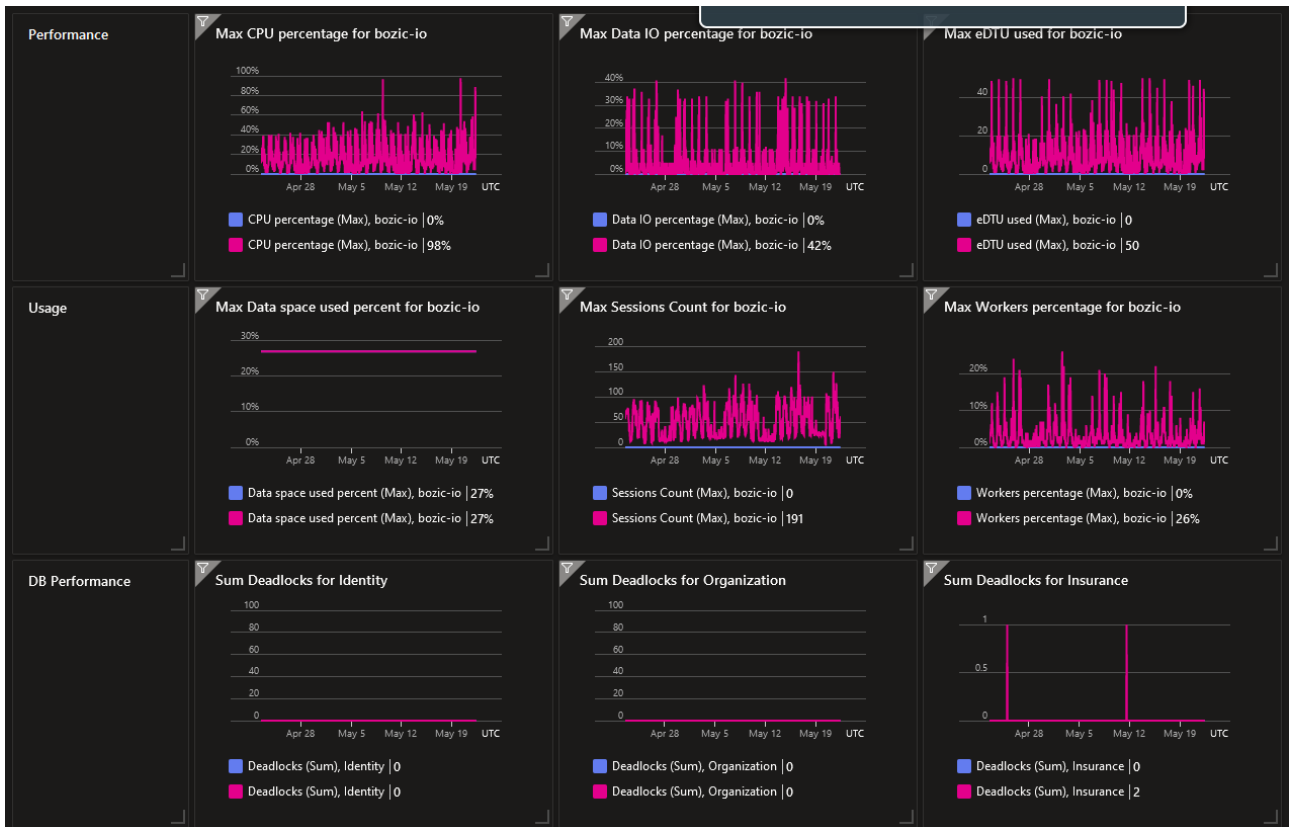 Performance
Max CPU percentage for bozic-io
100%
80%
60%
40%
20%
0%
Apr 28 May 5 May 12 May 19 UTC
CPU percentage (Max), bozic-io | 0%
CPU percentage (Max), bozic-io | 98%
Max Data IO percentage for bozic-io
40%
30%
20%
10%
0%
Apr 28 May 5 May 12 May 19 UTC
Data IO percentage (Max), bozic-io | 0%
Data IO percentage (Max), bozic-io | 42%
Max eDTU used for bozic-io
40
20
0
Apr 28 May 5 May 12 May 19 UTC
eDTU used (Max), bozic-io | 0
eDTU used (Max), bozic-io | 50
Usage
Max Data space used percent for bozic-io
30%
20%
10%
0%
Apr 28 May 5 May 12 May 19 UTC
Data space used percent (Max), bozic-io | 27%
Data space used percent (Max), bozic-io | 27%
Max Sessions Count for bozic-io
200
150
100
50
0
Apr 28 May 5 May 12 May 19 UTC
Sessions Count (Max), bozic-io | 0
Sessions Count (Max), bozic-io | 191
Max Workers percentage for bozic-io
20%
10%
0%
Apr 28 May 5 May 12 May 19 UTC
Workers percentage (Max), bozic-io | 0%
Workers percentage (Max), bozic-io | 26%
DB Performance
Sum Deadlocks for Identity
100
80
60
40
20
0
Apr 28 May 5 May 12 May 19 UTC
Deadlocks (Sum), Identity | 0
Deadlocks (Sum), Identity | 0
Sum Deadlocks for Organization
100
80
60
40
20
0
Apr 28 May 5 May 12 May 19 UTC
Deadlocks (Sum), Organization | 0
Deadlocks (Sum), Organization | 0
Sum Deadlocks for Insurance
1
0.5
0
Apr 28 May 5 May 12 May 19 UTC
Deadlocks (Sum), Insurance | 0
Deadlocks (Sum), Insurance | 2